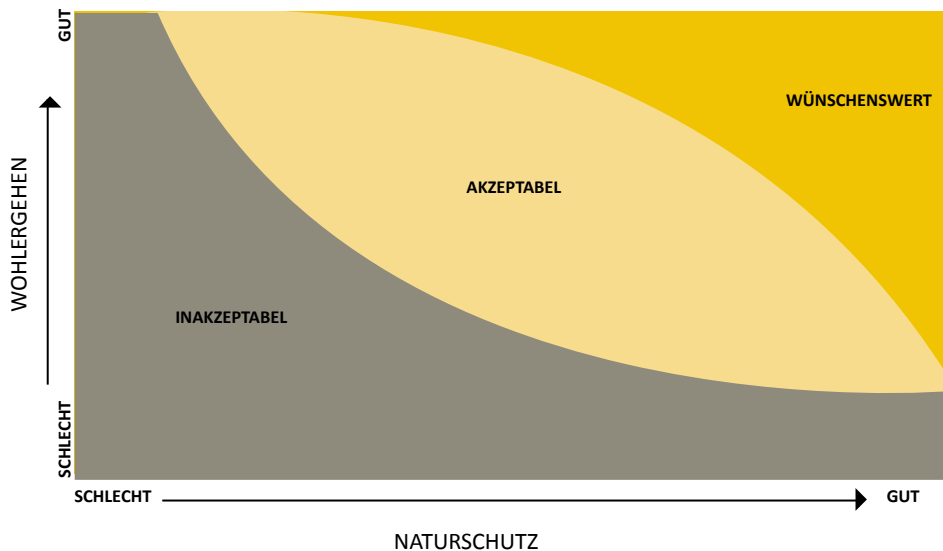 GUT
WÜNSCHENSWERT
AKZEPTABEL
WOHLERGEHEN
INAKZEPTABEL
SCHLECHT
SCHLECHT
GUT
NATURSCHUTZ